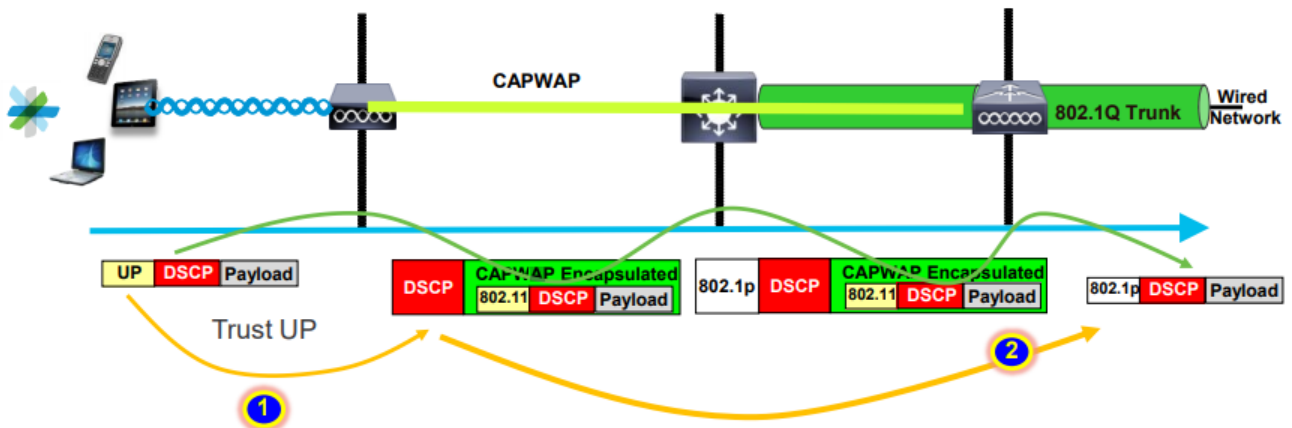 CAPWAP
802.1Q Trunk
Wired
Network
UP DSCP Payload
DSCP
CAPWAP Encapsulated
802.11 DSCP Payload
802.1p DSCP
CAPWAP Encapsulated
802.11 DSCP Payload
802.1p DSCP Payload
Trust UP
1
2